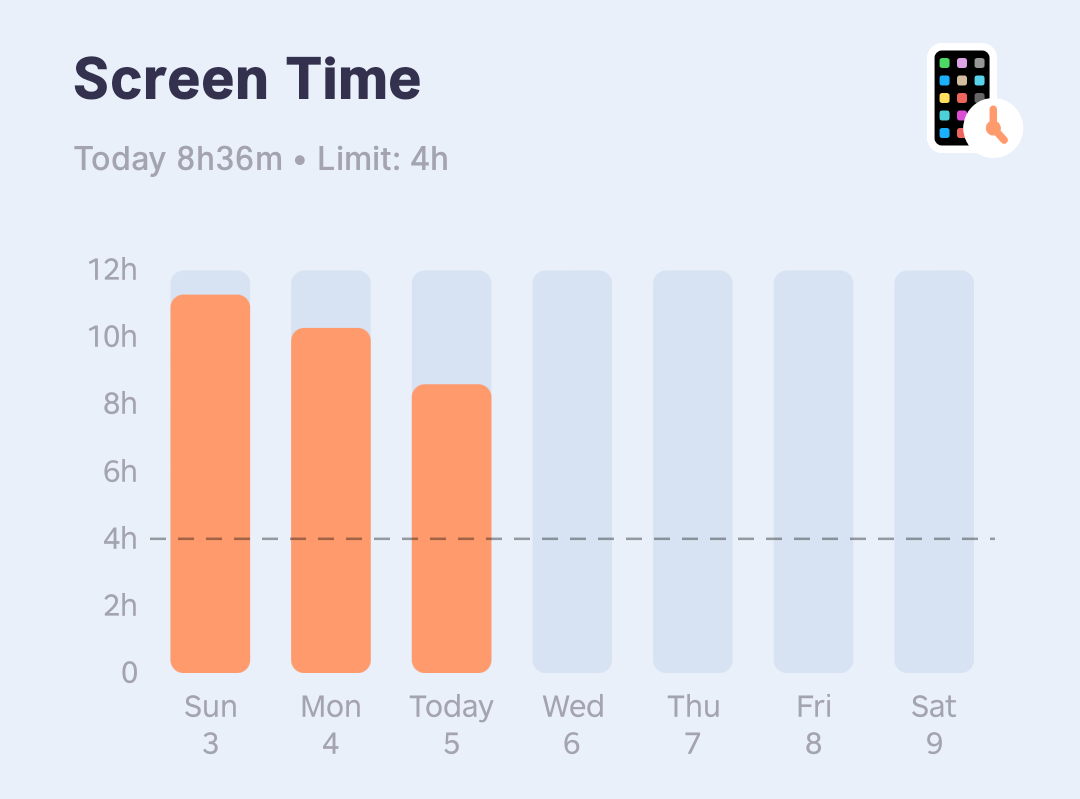 Screen Time
Today 8h36m • Limit: 4h
12h
10h
8h
6h
4h
2h
0
Sun Mon Today Wed Thu Fri Sat
3 4 5 6 7 8 9